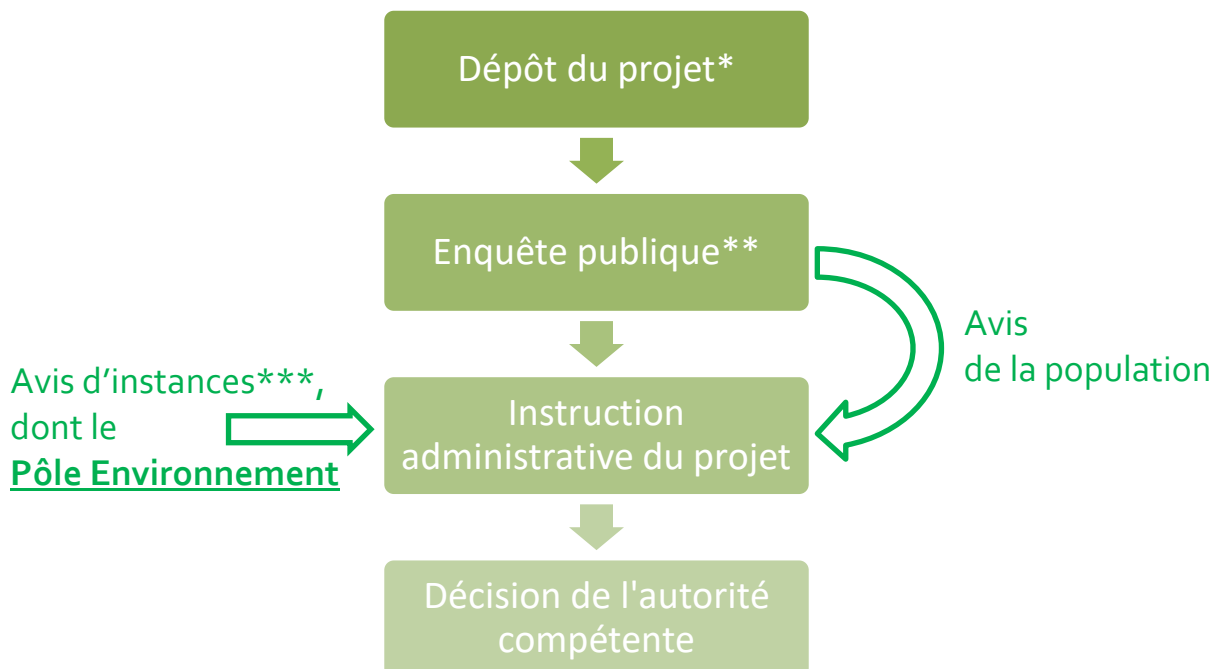 Dépôt du projet*
Enquête publique**
Avis
de la population
Avis d’instances***,
dont le
Pôle Environnement
Instruction
administrative du projet
Décision de l'autorité
compétente